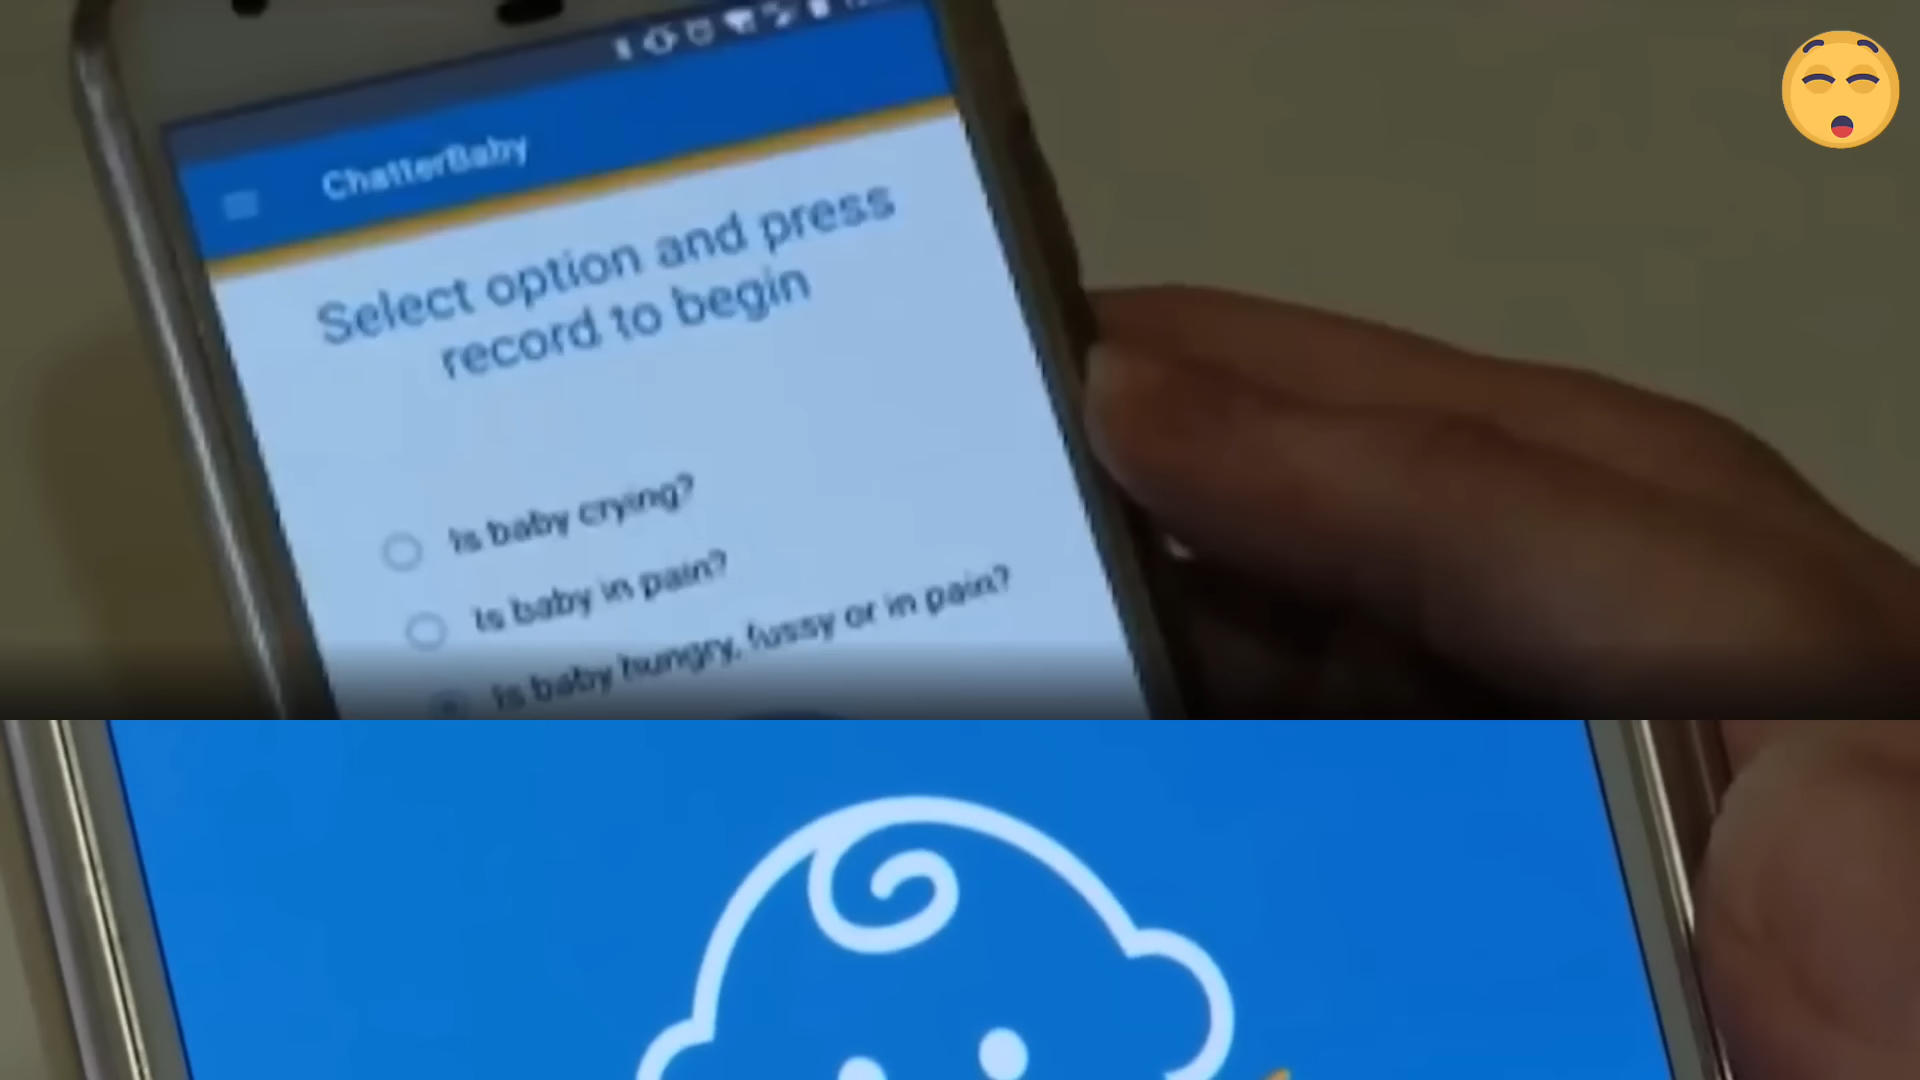 ChatterBaby
Select option and press
record to begin
Is baby crying?
Is baby in pain?
Is baby hungry, fussy or in pain?